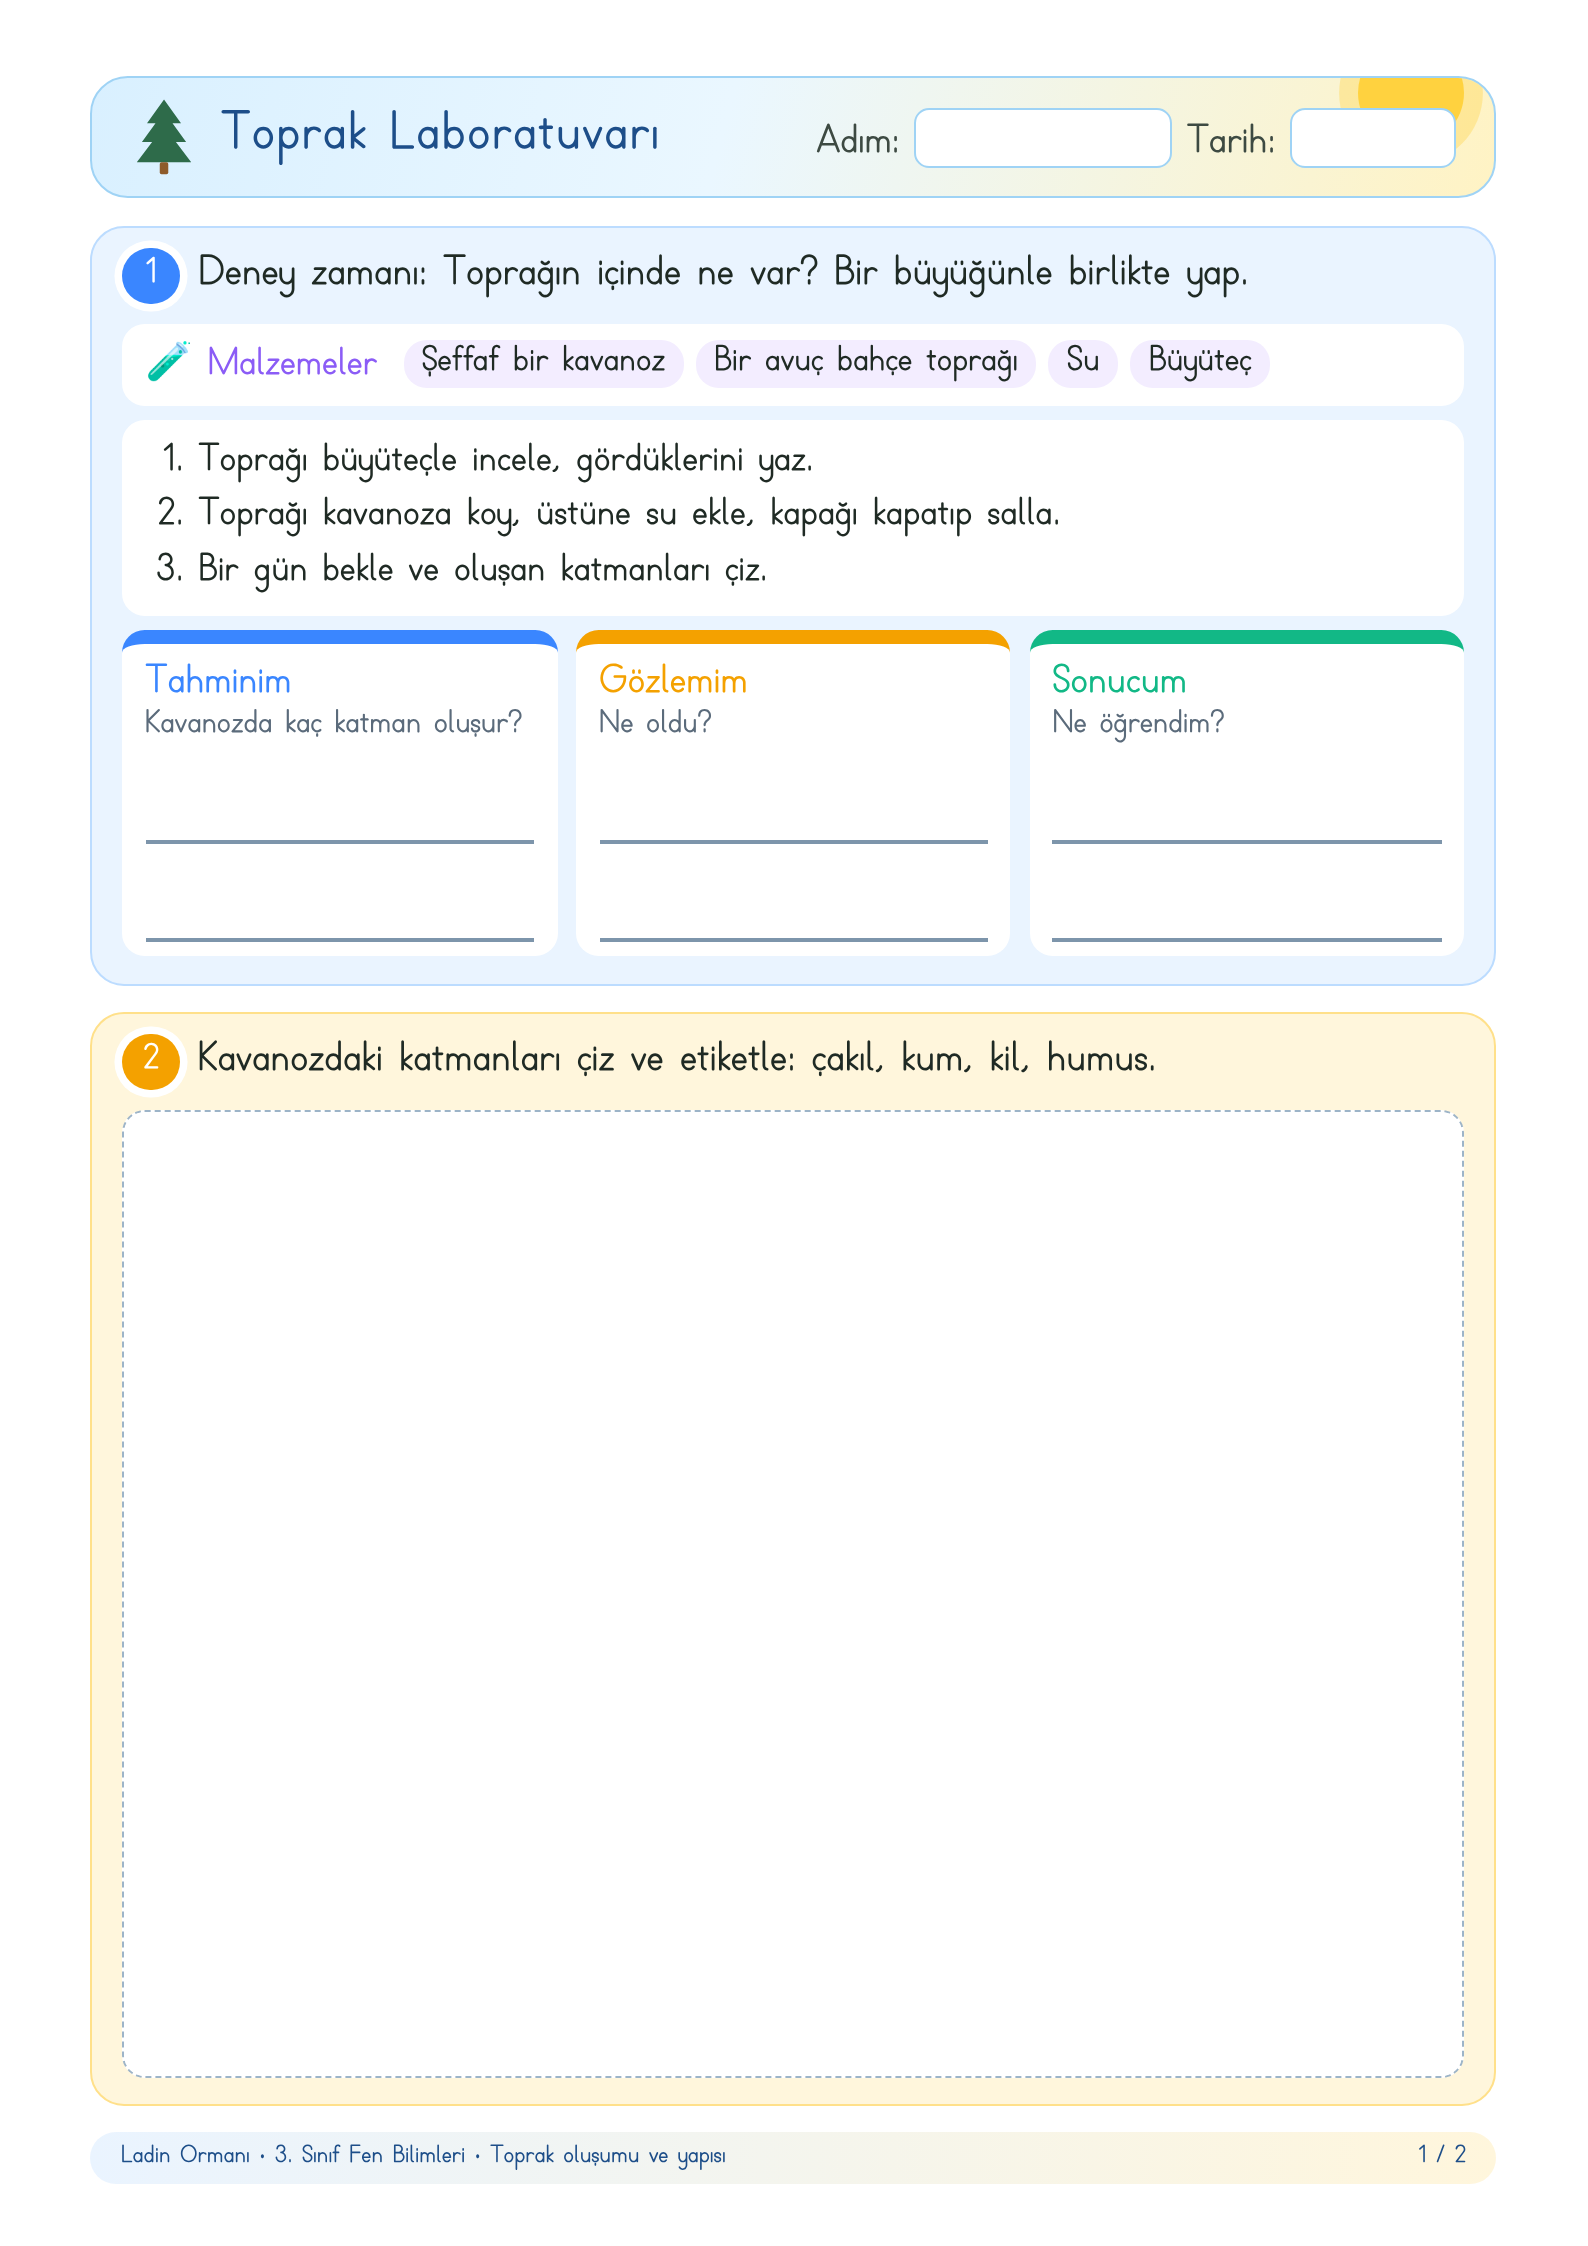 Toprak Laboratuvarı
Adım:
Tarih:
1
Deney zamanı: Toprağın içinde ne var? Bir büyüğünle birlikte yap.
Malzemeler
Şeffaf bir kavanoz
Bir avuç bahçe toprağı
Su
Büyüteç
1. Toprağı büyüteçle incele, gördüklerini yaz.
2. Toprağı kavanoza koy, üstüne su ekle, kapağı kapatıp salla.
3. Bir gün bekle ve oluşan katmanları çiz.
Tahminim
Kavanozda kaç katman oluşur?
Gözlemim
Ne oldu?
Sonucum
Ne öğrendim?
2
Kavanozdaki katmanları çiz ve etiketle: çakıl, kum, kil, humus.
Ladin Ormanı • 3. Sınıf Fen Bilimleri • Toprak oluşumu ve yapısı
1 / 2